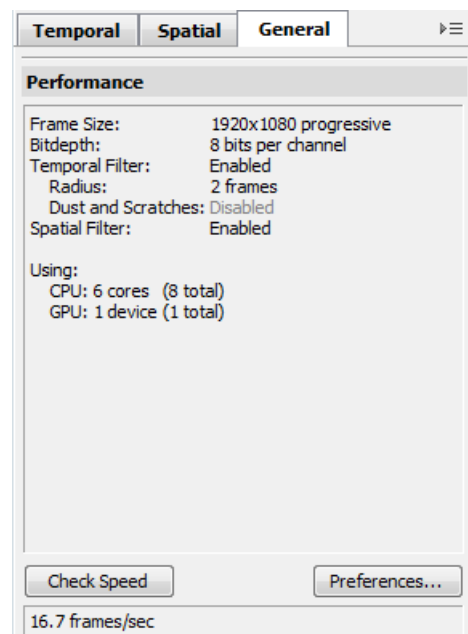 Temporal Spatial General
Performance
Frame Size: 1920x1080 progressive
Bitdepth: 8 bits per channel
Temporal Filter: Enabled
Radius: 2 frames
Dust and Scratches: Disabled
Spatial Filter: Enabled
Using:
CPU: 6 cores (8 total)
GPU: 1 device (1 total)
Check Speed Preferences...
16.7 frames/sec